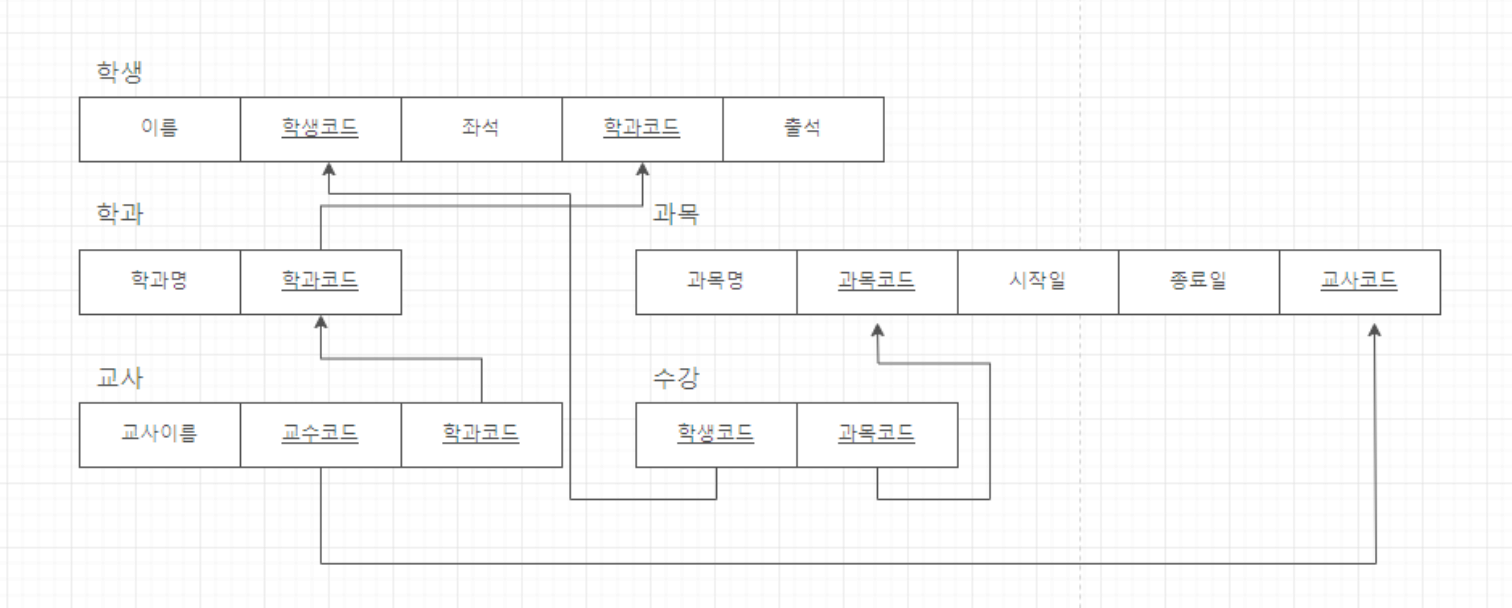 학생
이름 학생코드 좌석 학과코드 출석
학과
학과명 학과코드
과목
과목명 과목코드 시작일 종료일 교사코드
교사
교사이름 교수코드 학과코드
수강
학생코드 과목코드